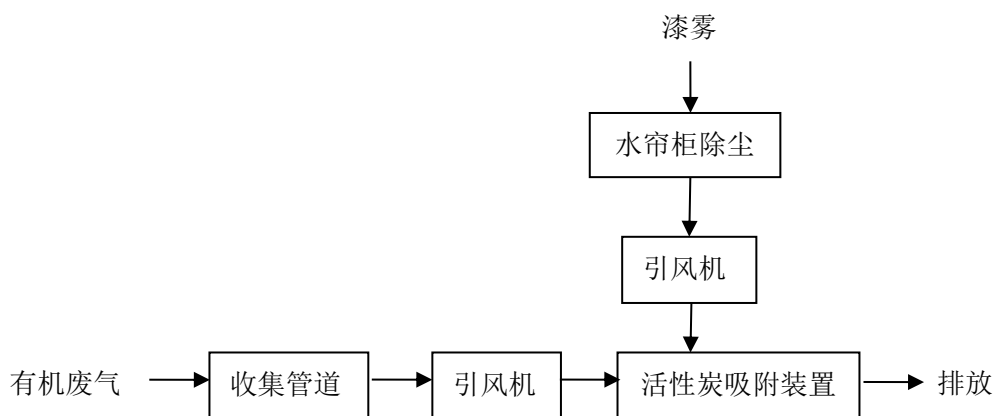 漆雾
水帘柜除尘
引风机
有机废气
收集管道
引风机
活性炭吸附装置
排放